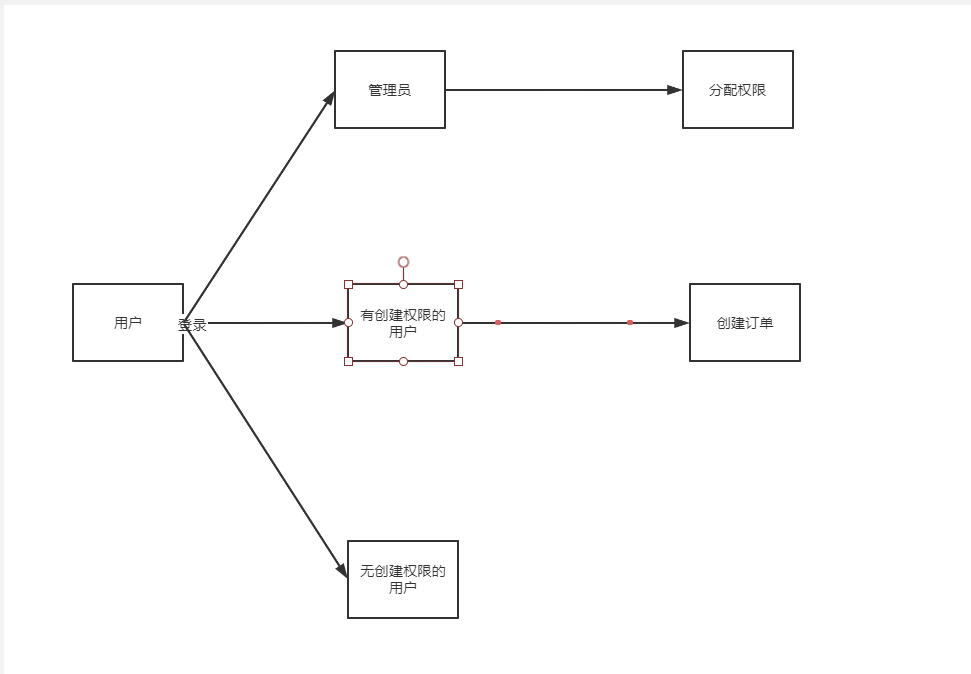 管理员
分配权限
用户
登录
有创建权限的
用户
创建订单
无创建权限的
用户